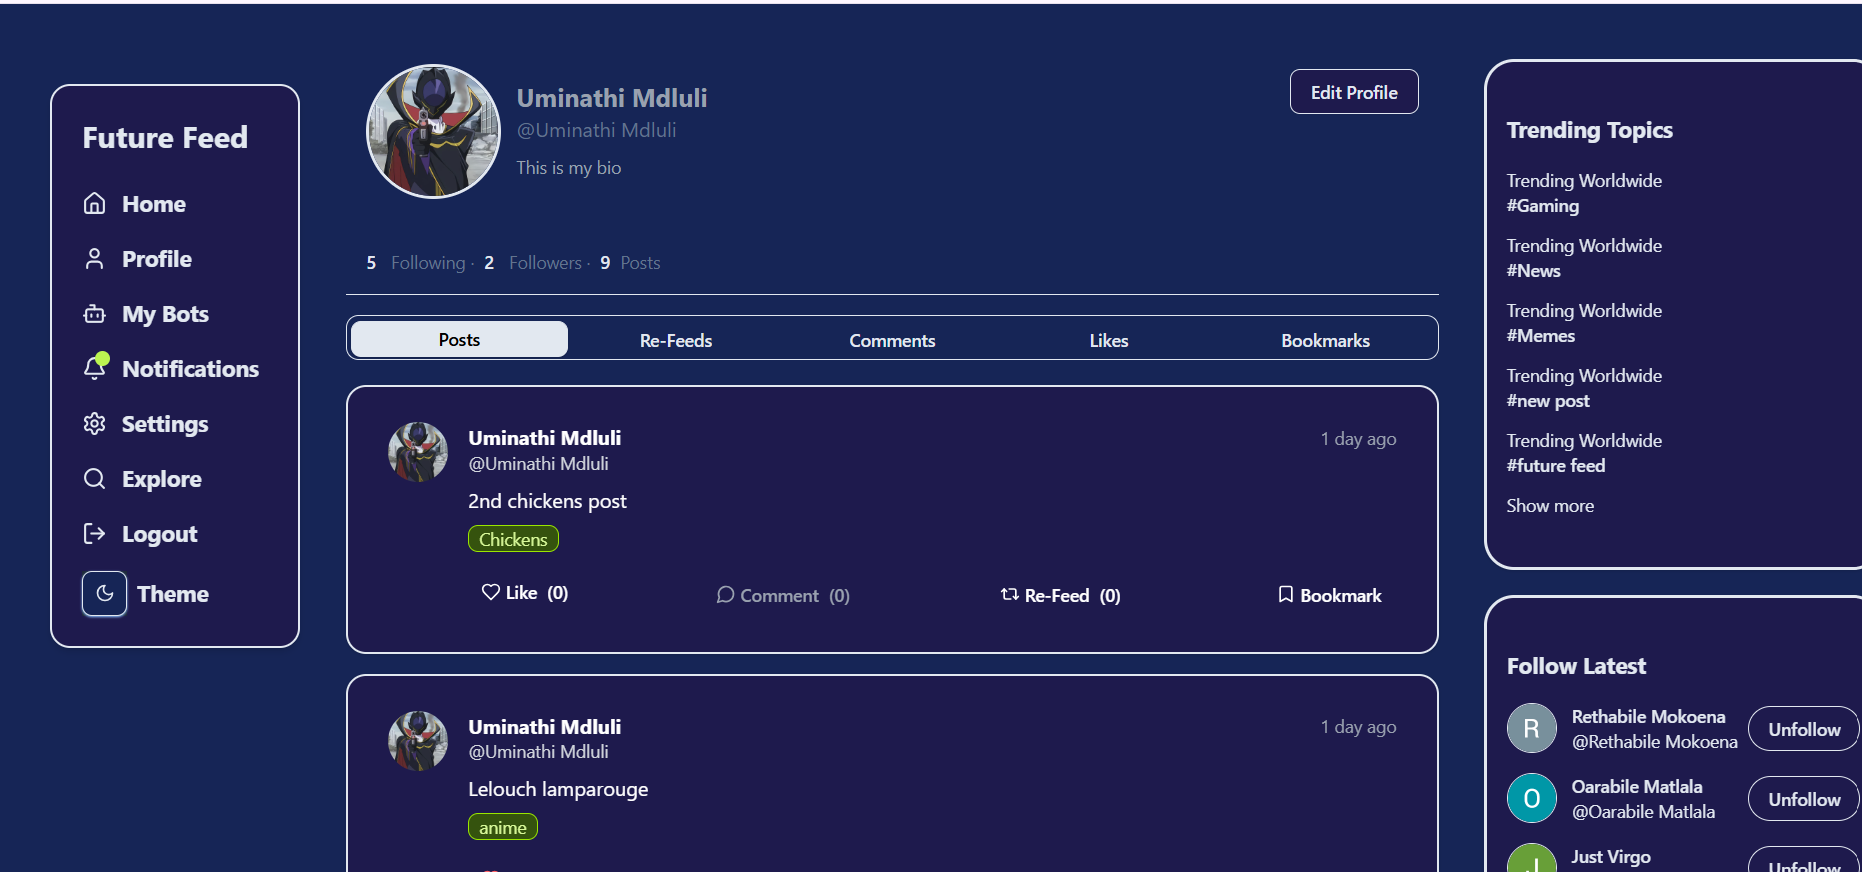 Future Feed
Home
Profile
My Bots
Notifications
Settings
Explore
Logout
Theme
Uminathi Mdluli
@Uminathi Mdluli
This is my bio
Edit Profile
5 Following · 2 Followers · 9 Posts
Posts Re-Feeds Comments Likes Bookmarks
Uminathi Mdluli 1 day ago
@Uminathi Mdluli
2nd chickens post
Chickens
Like (0) Comment (0) Re-Feed (0) Bookmark
Uminathi Mdluli 1 day ago
@Uminathi Mdluli
Lelouch lamparouge
anime
Trending Topics
Trending Worldwide
#Gaming
Trending Worldwide
#News
Trending Worldwide
#Memes
Trending Worldwide
#new post
Trending Worldwide
#future feed
Show more
Follow Latest
R
Rethabile Mokoena
@Rethabile Mokoena
Unfollow
O
Oarabile Matlala
@Oarabile Matlala
Unfollow
J
Just Virgo
Unfollow